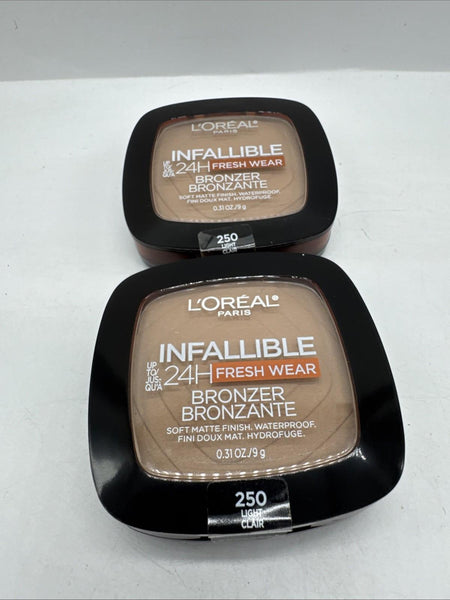 L'ORÉAL
PARIS
INFALLIBLE®
UP TO/ JUSQU'À 24H FRESH WEAR
BRONZER
BRONZANTE
SOFT MATTE FINISH. WATERPROOF.
FINI DOUX MAT. HYDROFUGE.
0.31 OZ/9 g
250
LIGHT
CLAIR
L'ORÉAL
PARIS
INFALLIBLE®
UP TO/ JUS- QU'À 24H FRESH WEAR
BRONZER
BRONZANTE
SOFT MATTE FINISH. WATERPROOF.
FINI DOUX MAT. HYDROFUGE.
0.31 OZ./9 g
250
LIGHT
CLAIR